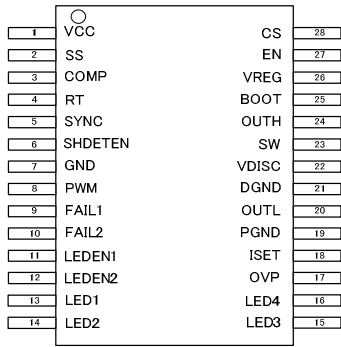 1 VCC CS 28
2 SS EN 27
3 COMP VREG 26
4 RT BOOT 25
5 SYNC OUTH 24
6 SHDETEN SW 23
7 GND VDISC 22
8 PWM DGND 21
9 FAIL1 OUTL 20
10 FAIL2 PGND 19
11 LEDEN1 ISET 18
12 LEDEN2 OVP 17
13 LED1 LED4 16
14 LED2 LED3 15